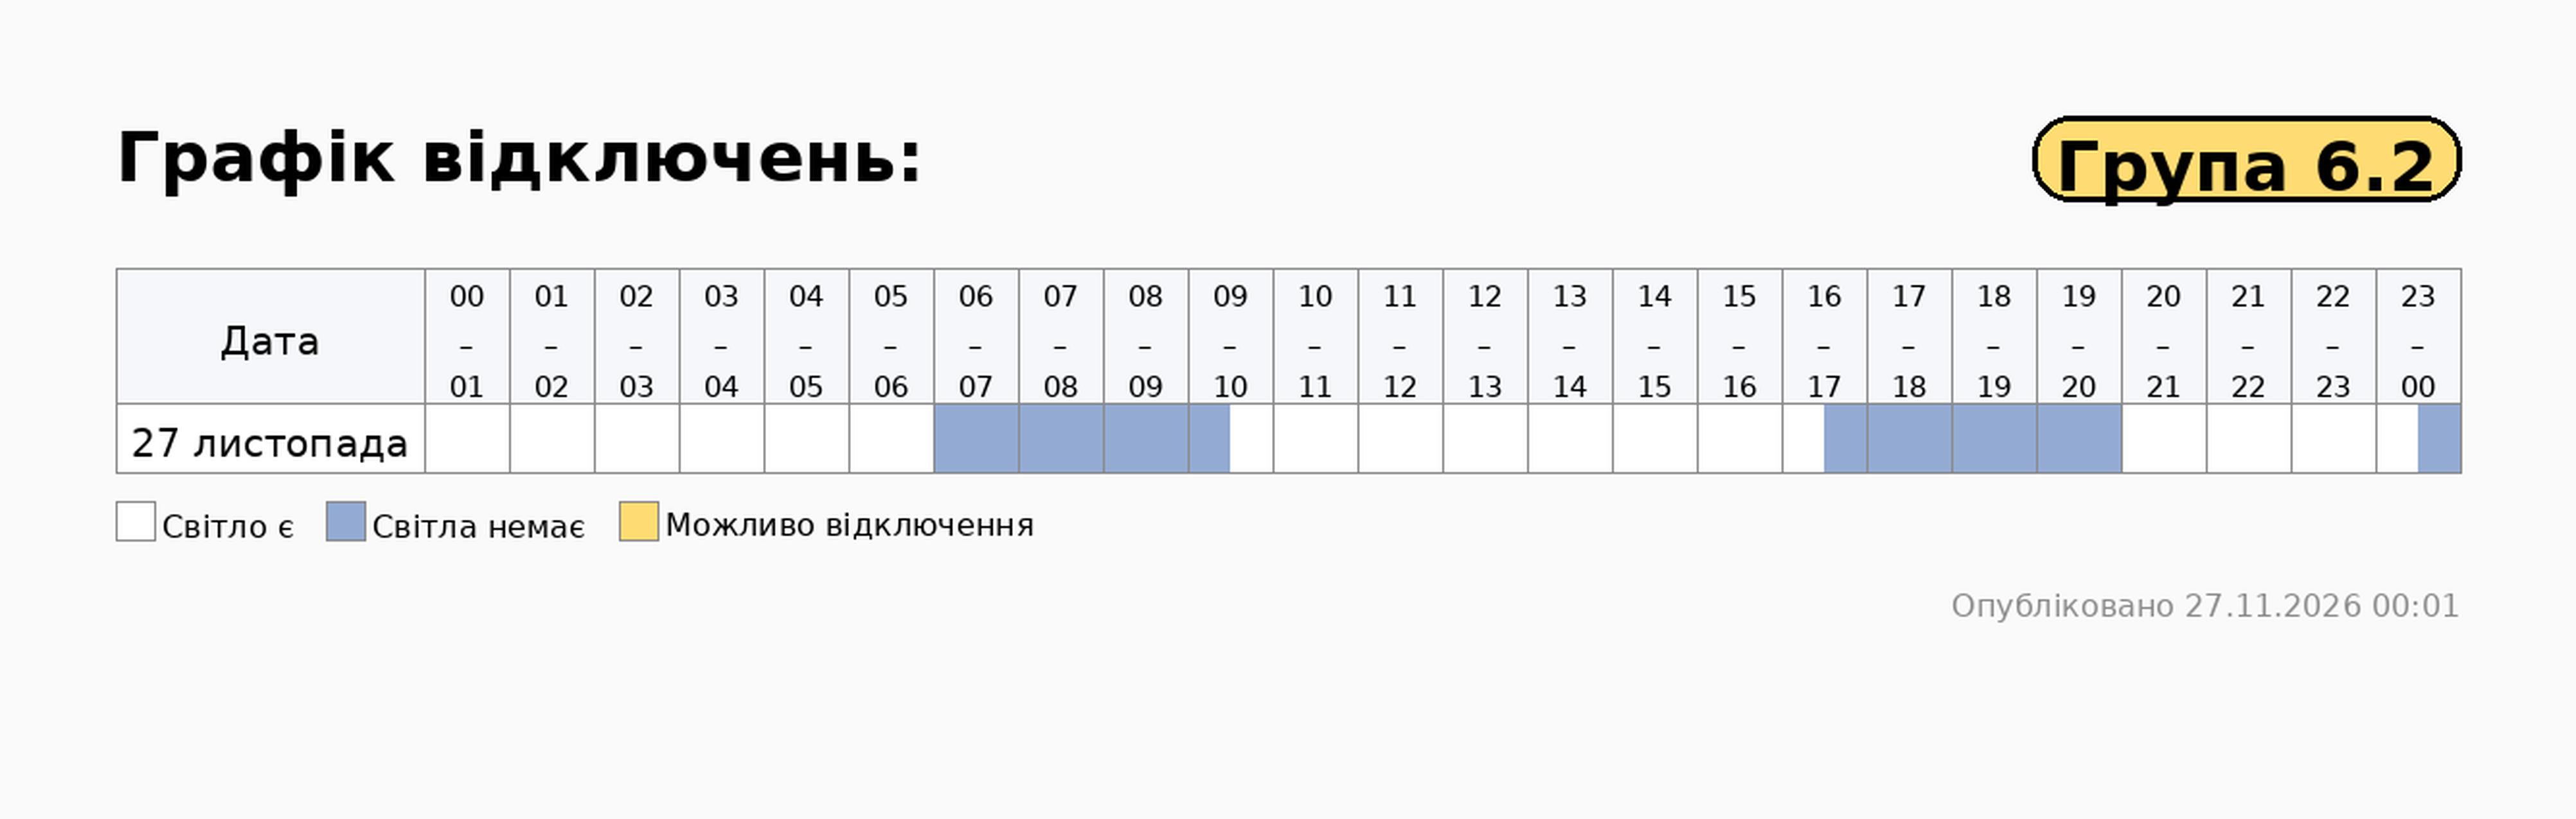 Графік відключень:
Група 6.2
Дата
00 – 01
01 – 02
02 – 03
03 – 04
04 – 05
05 – 06
06 – 07
07 – 08
08 – 09
09 – 10
10 – 11
11 – 12
12 – 13
13 – 14
14 – 15
15 – 16
16 – 17
17 – 18
18 – 19
19 – 20
20 – 21
21 – 22
22 – 23
23 – 00
27 листопада
Світло є
Світла немає
Можливо відключення
Опубліковано 27.11.2026 00:01